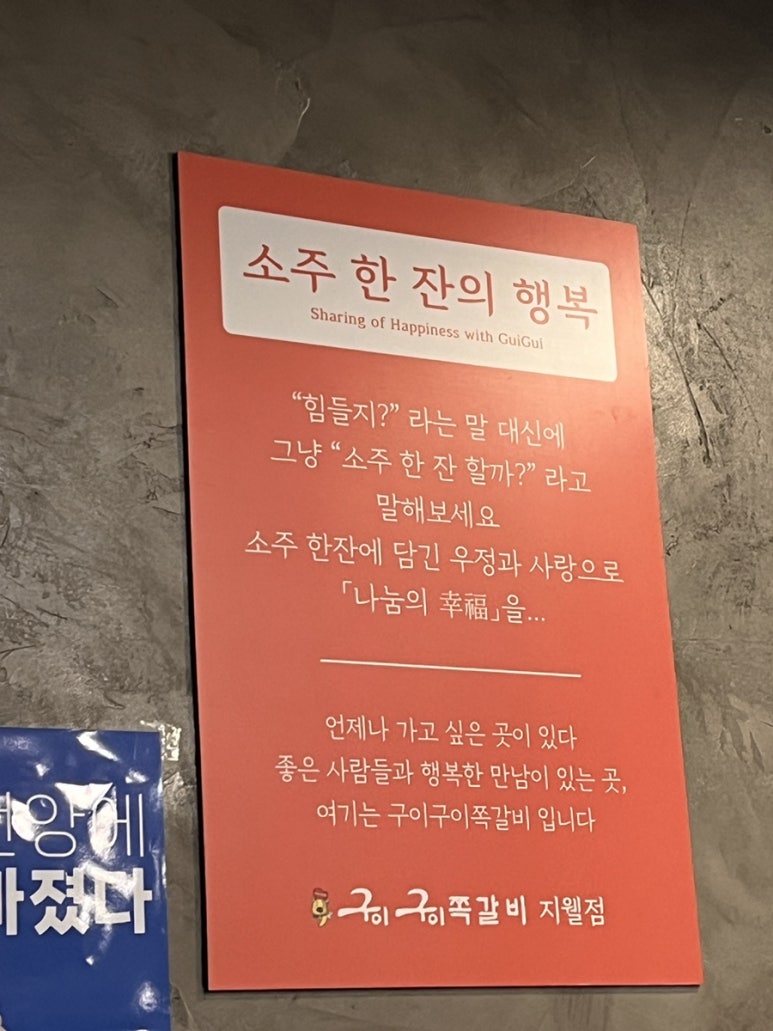 소주 한 잔의 행복
Sharing of Happiness with GuiGui
“힘들지?” 라는 말 대신에
그냥 “소주 한 잔 할까?” 라고
말해보세요
소주 한잔에 담긴 우정과 사랑으로
「나눔의 幸福」을...
언제나 가고 싶은 곳이 있다
좋은 사람들과 행복한 만남이 있는 곳,
여기는 구이구이쪽갈비 입니다
구이구이쪽갈비 지웰점
앙에
졌다